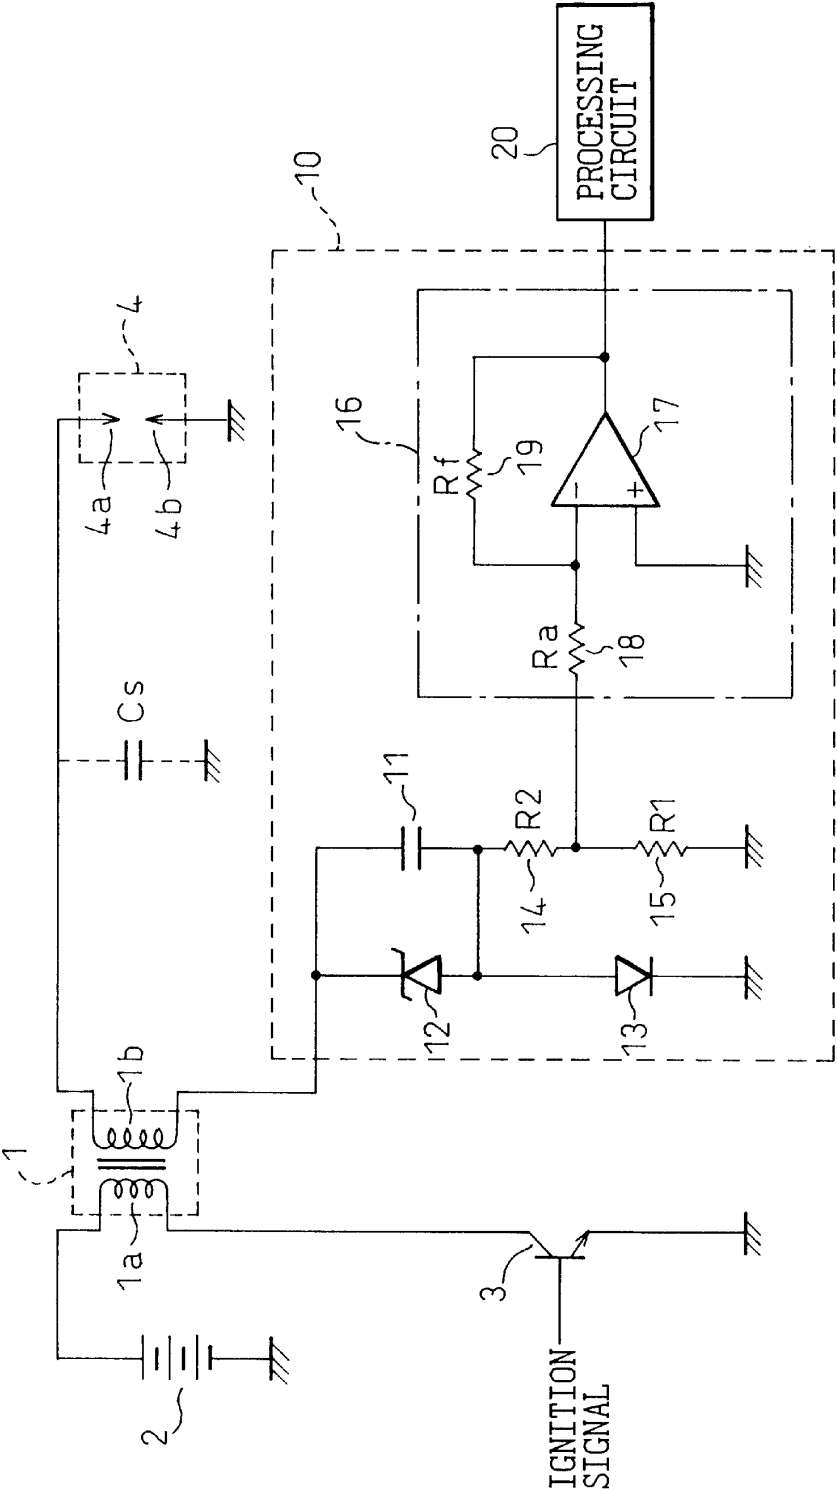 1
1a
1b
2
3
IGNITION
SIGNAL
Cs
4
4a
4b
10
11
12
13
14
R2
15
R1
16
Ra
18
Rf
19
−
+
17
20
PROCESSING
CIRCUIT